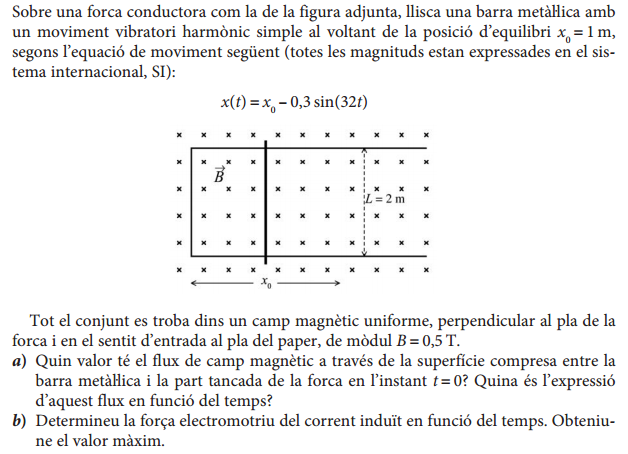 Sobre una forca conductora com la de la figura adjunta, llisca una barra metàl·lica amb
un moviment vibratori harmònic simple al voltant de la posició d'equilibri x₀ = 1 m,
segons l'equació de moviment següent (totes les magnituds estan expressades en el sis-
tema internacional, SI):
x(t) = x₀ – 0,3 sin(32t)
B⃗
L = 2 m
x₀
Tot el conjunt es troba dins un camp magnètic uniforme, perpendicular al pla de la
forca i en el sentit d'entrada al pla del paper, de mòdul B = 0,5 T.
a) Quin valor té el flux de camp magnètic a través de la superfície compresa entre la
barra metàl·lica i la part tancada de la forca en l'instant t = 0? Quina és l'expressió
d'aquest flux en funció del temps?
b) Determineu la força electromotriu del corrent induït en funció del temps. Obteniu-
ne el valor màxim.